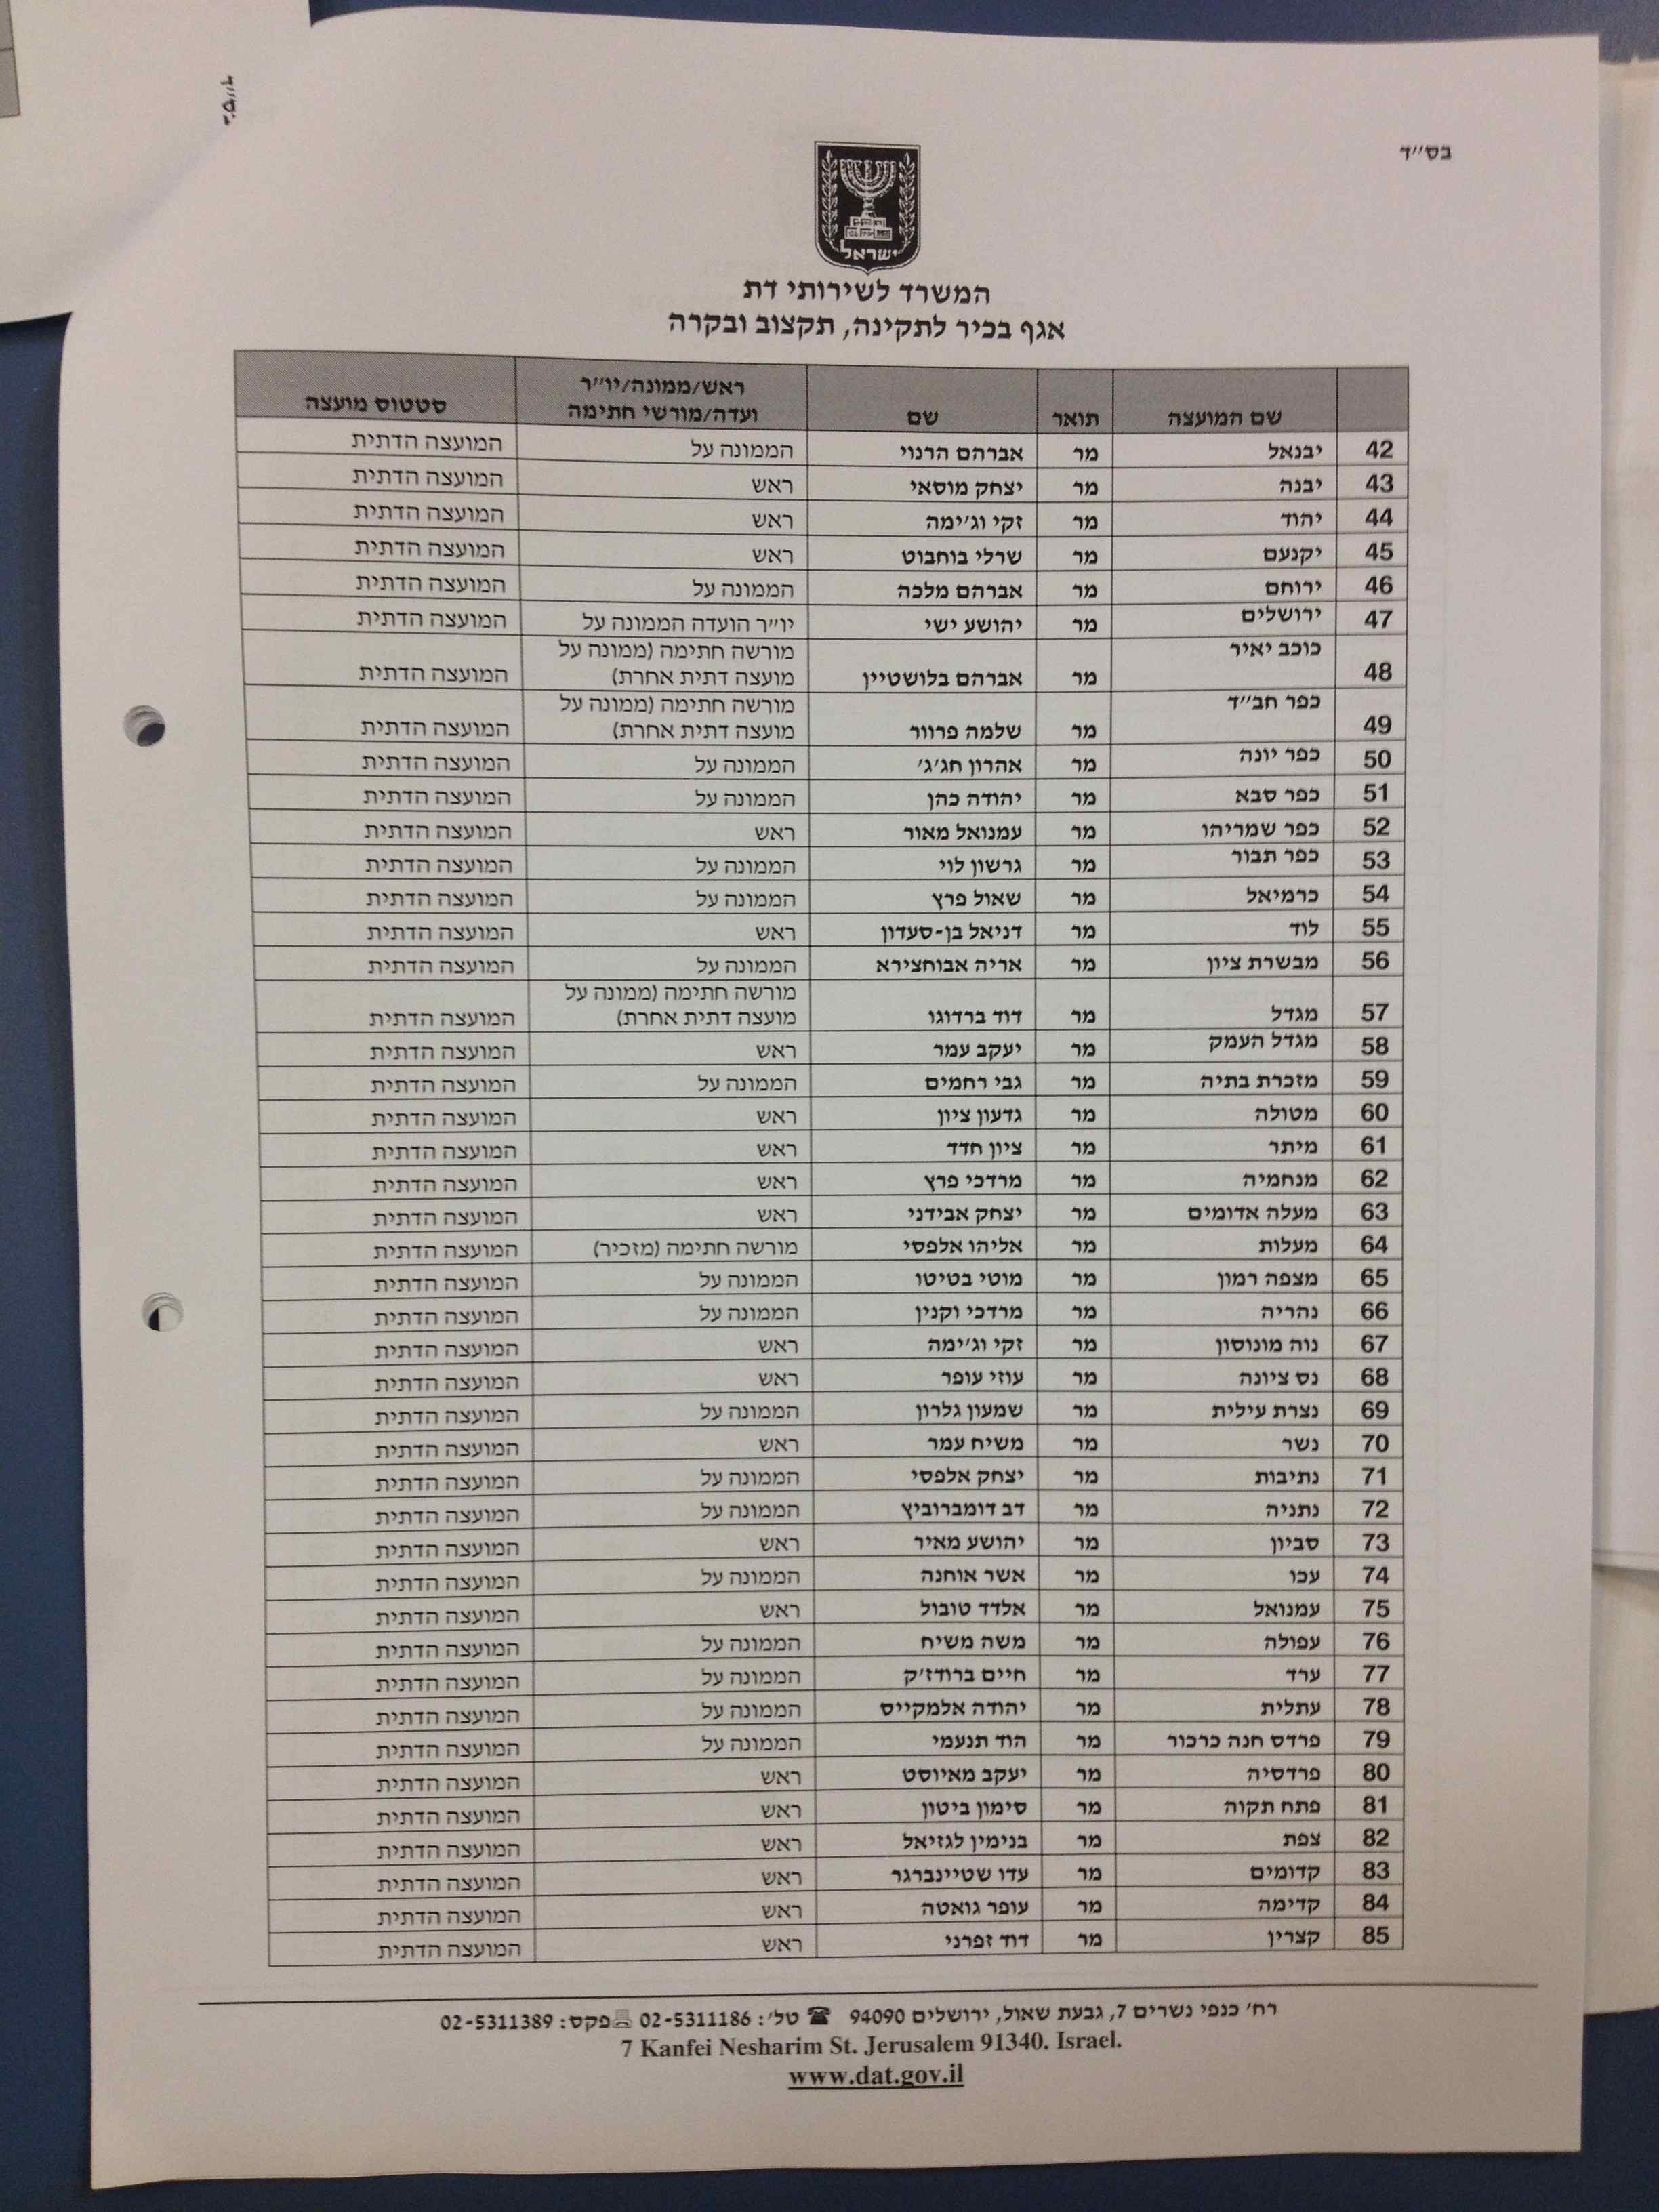 בס״ד
ישראל
המשרד לשירותי דת
אגף בכיר לתקינה, תקצוב ובקרה
שם המועצה תואר שם ראש/ממונה/יו״ר ועדה/מורשי חתימה סטטוס מועצה
42 יבנאל מר אברהם הרנוי הממונה על המועצה הדתית
43 יבנה מר יצחק מוסאי ראש המועצה הדתית
44 יהוד מר זקי וג׳ימה ראש המועצה הדתית
45 יקנעם מר שרלי בוחבוט ראש המועצה הדתית
46 ירוחם מר אברהם מלכה הממונה על המועצה הדתית
47 ירושלים מר יהושע ישי יו״ר הועדה הממונה על המועצה הדתית
48 כוכב יאיר מר אברהם בלושטיין מורשה חתימה (ממונה על מועצה דתית אחרת) המועצה הדתית
49 כפר חב״ד מר שלמה פרוור מורשה חתימה (ממונה על מועצה דתית אחרת) המועצה הדתית
50 כפר יונה מר אהרון חג׳ג׳ הממונה על המועצה הדתית
51 כפר סבא מר יהודה כהן הממונה על המועצה הדתית
52 כפר שמריהו מר עמנואל מאור ראש המועצה הדתית
53 כפר תבור מר גרשון לוי הממונה על המועצה הדתית
54 כרמיאל מר שאול פרץ הממונה על המועצה הדתית
55 לוד מר דניאל בן-סעדון ראש המועצה הדתית
56 מבשרת ציון מר אריה אבוחצירא הממונה על המועצה הדתית
57 מגדל מר דוד ברדוגו מורשה חתימה (ממונה על מועצה דתית אחרת) המועצה הדתית
58 מגדל העמק מר יעקב עמר ראש המועצה הדתית
59 מזכרת בתיה מר גבי רחמים הממונה על המועצה הדתית
60 מטולה מר גדעון ציון ראש המועצה הדתית
61 מיתר מר ציון חדד ראש המועצה הדתית
62 מנחמיה מר מרדכי פרץ ראש המועצה הדתית
63 מעלה אדומים מר יצחק אבידני ראש המועצה הדתית
64 מעלות מר אליהו אלפסי מורשה חתימה (מזכיר) המועצה הדתית
65 מצפה רמון מר מוטי בטיטו הממונה על המועצה הדתית
66 נהריה מר מרדכי וקנין הממונה על המועצה הדתית
67 נוה מונוסון מר זקי וג׳ימה ראש המועצה הדתית
68 נס ציונה מר עוזי עופר ראש המועצה הדתית
69 נצרת עילית מר שמעון גלרון הממונה על המועצה הדתית
70 נשר מר משיח עמר ראש המועצה הדתית
71 נתיבות מר יצחק אלפסי הממונה על המועצה הדתית
72 נתניה מר דב דומברוביץ הממונה על המועצה הדתית
73 סביון מר יהושע מאיר ראש המועצה הדתית
74 עכו מר אשר אוחנה הממונה על המועצה הדתית
75 עמנואל מר אלדד טובול ראש המועצה הדתית
76 עפולה מר משה משיח הממונה על המועצה הדתית
77 ערד מר חיים ברודז׳ק הממונה על המועצה הדתית
78 עתלית מר יהודה אלמקייס הממונה על המועצה הדתית
79 פרדס חנה כרכור מר הוד תנעמי הממונה על המועצה הדתית
80 פרדסיה מר יעקב מאיוסט ראש המועצה הדתית
81 פתח תקוה מר סימון ביטון ראש המועצה הדתית
82 צפת מר בנימין לגזיאל ראש המועצה הדתית
83 קדומים מר עדו שטיינברגר ראש המועצה הדתית
84 קדימה מר עופר גואטה ראש המועצה הדתית
85 קצרין מר דוד זפרני ראש המועצה הדתית
רח׳ כנפי נשרים 7, גבעת שאול, ירושלים 94090 ☎ טל׳: 02-5311186 פקס: 02-5311389
7 Kanfei Nesharim St. Jerusalem 91340. Israel.
www.dat.gov.il